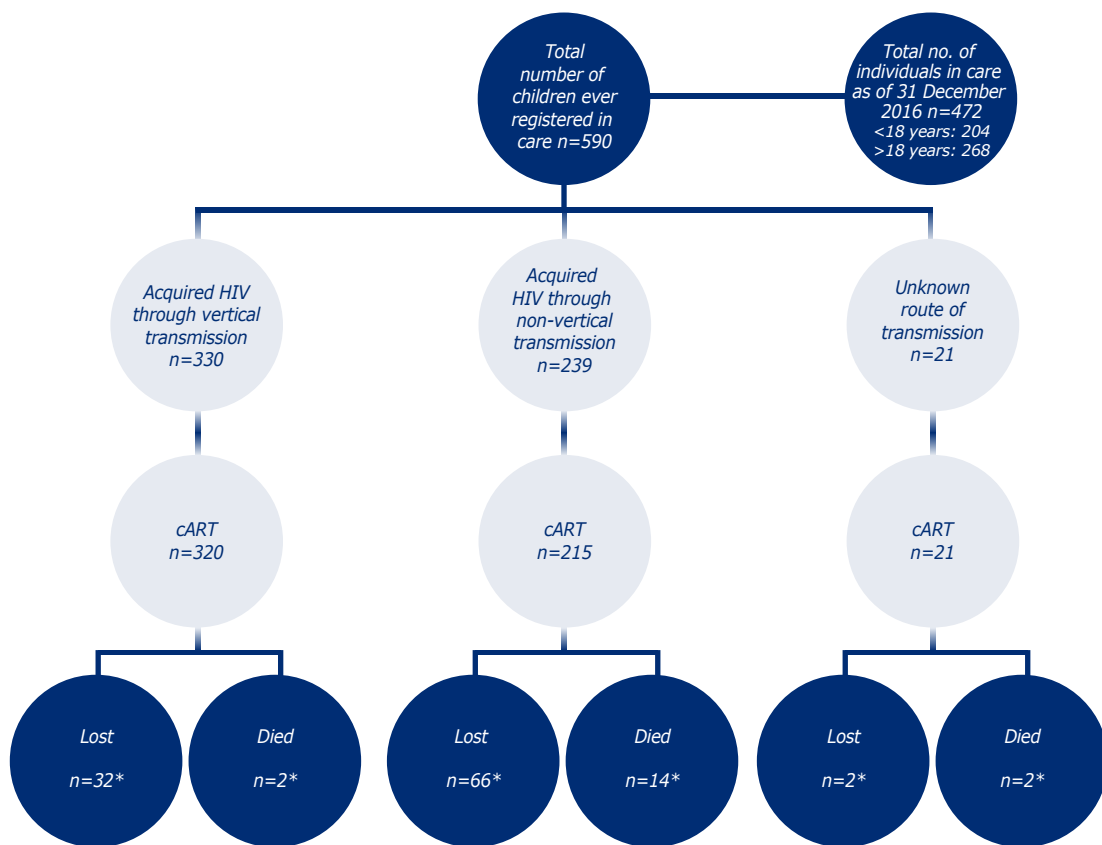 Total
number of
children ever
registered in
care n=590
Total no. of
individuals in care
as of 31 December
2016 n=472
<18 years: 204
>18 years: 268
Acquired HIV
through vertical
transmission
n=330
Acquired
HIV through
non-vertical
transmission
n=239
Unknown
route of
transmission
n=21
cART
n=320
cART
n=215
cART
n=21
Lost
n=32*
Died
n=2*
Lost
n=66*
Died
n=14*
Lost
n=2*
Died
n=2*